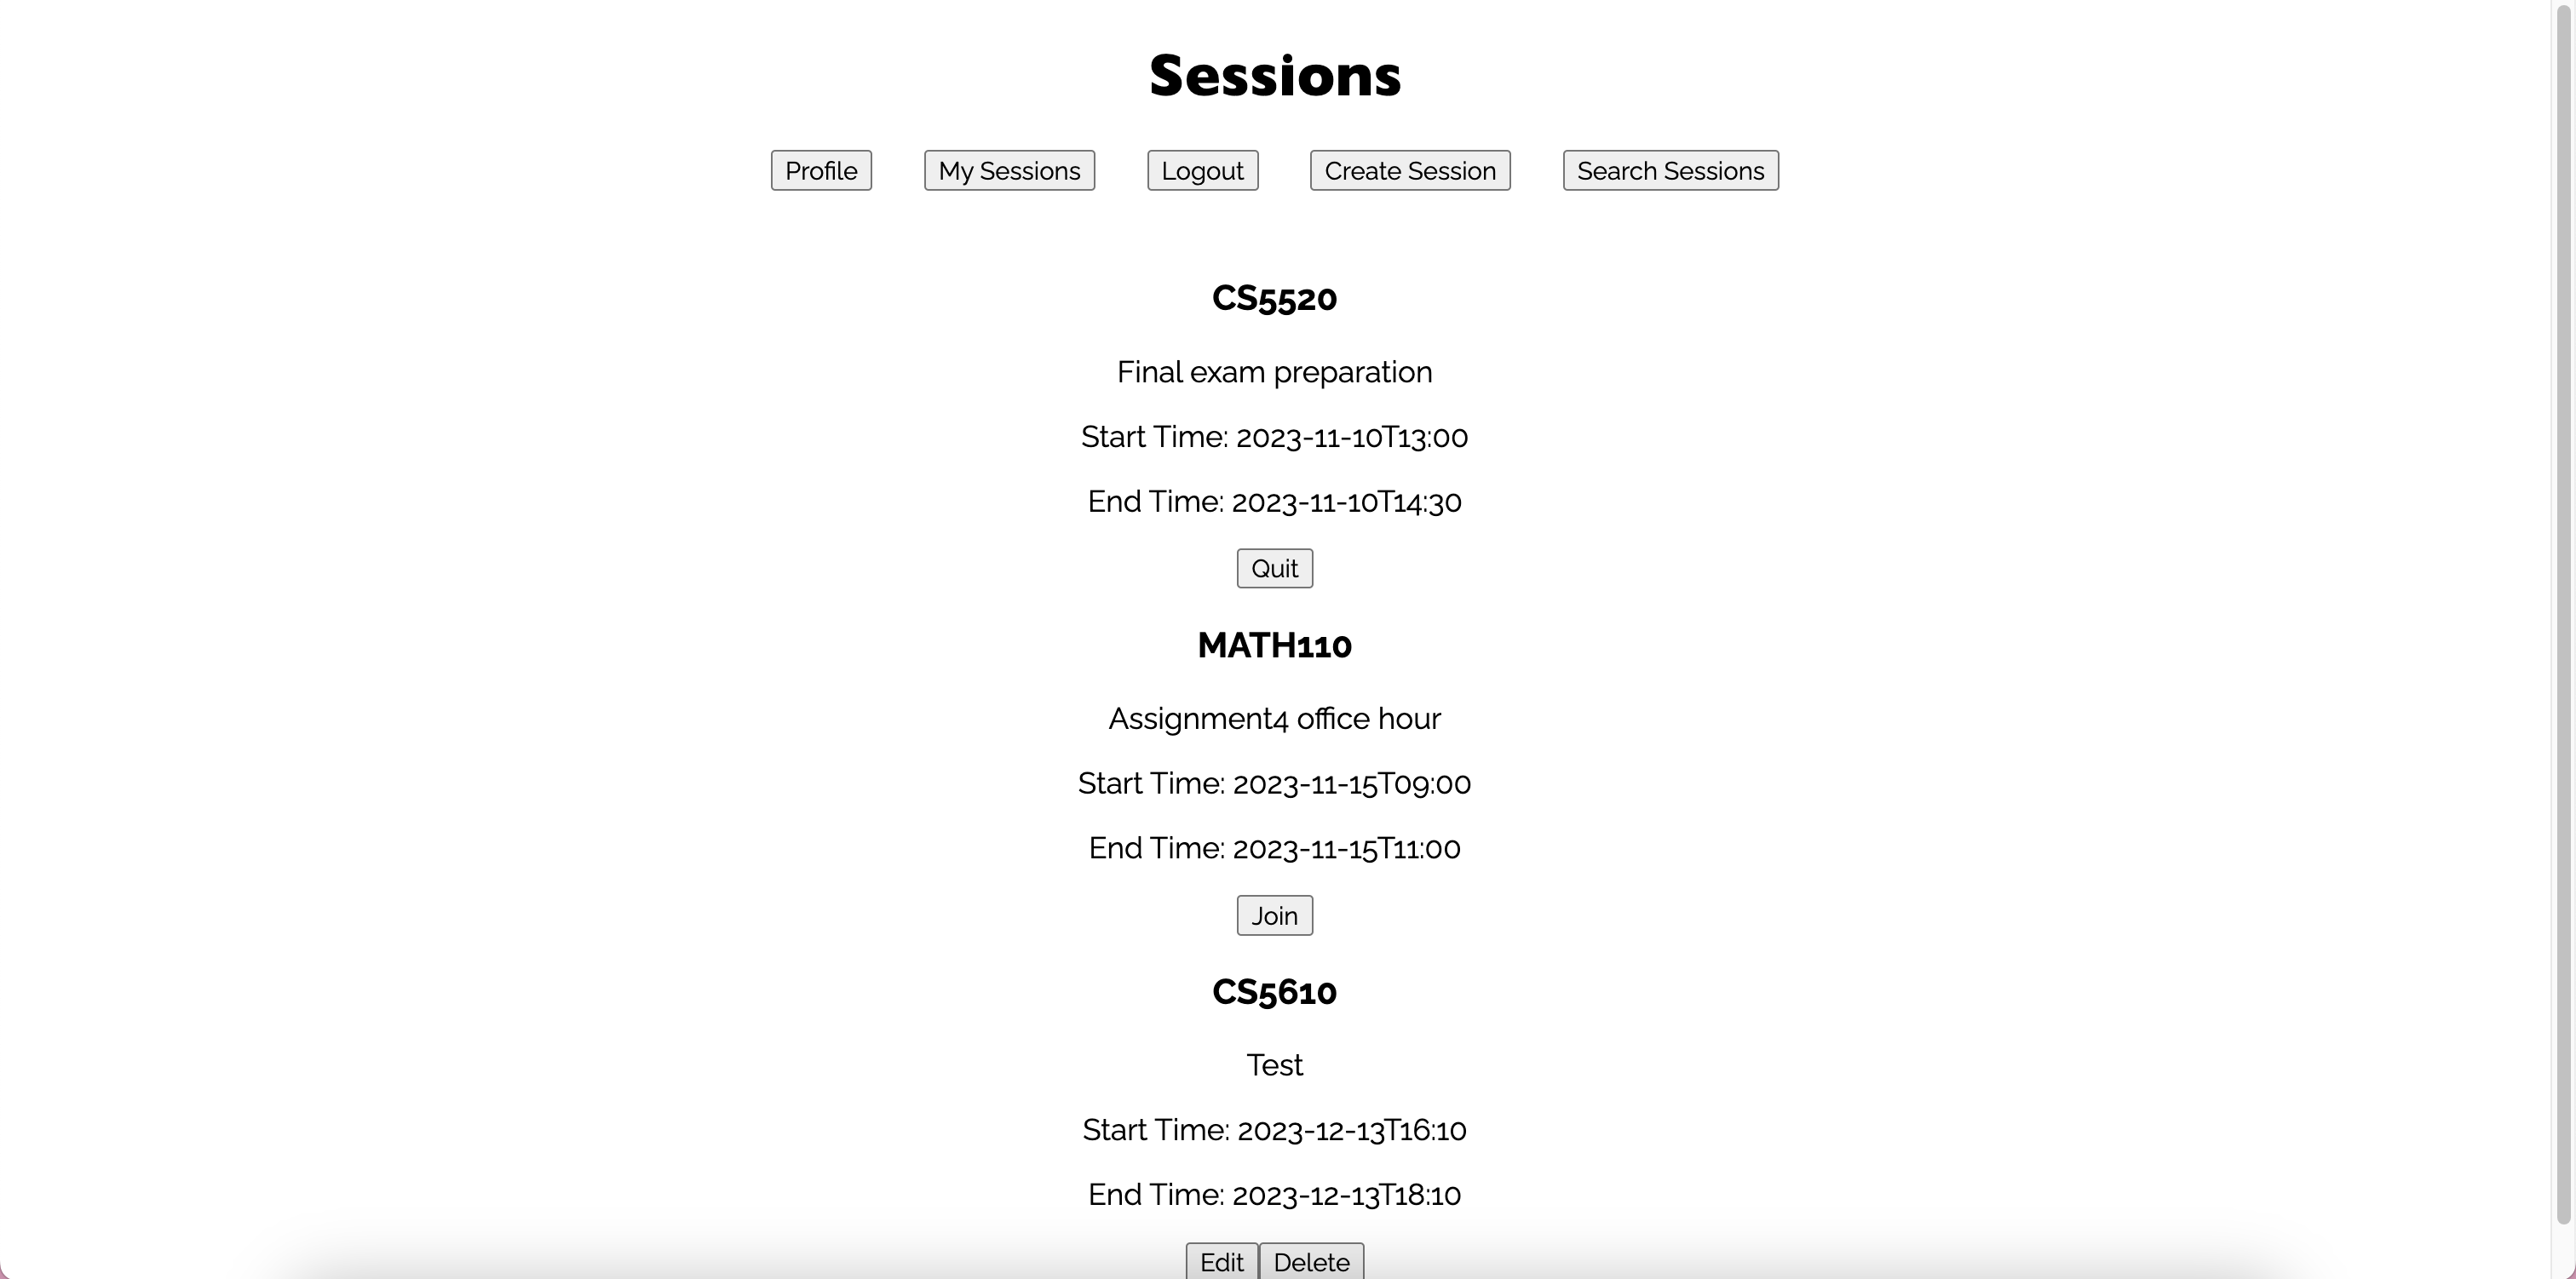 Sessions
Profile My Sessions Logout Create Session Search Sessions
CS5520
Final exam preparation
Start Time: 2023-11-10T13:00
End Time: 2023-11-10T14:30
Quit
MATH110
Assignment4 office hour
Start Time: 2023-11-15T09:00
End Time: 2023-11-15T11:00
Join
CS5610
Test
Start Time: 2023-12-13T16:10
End Time: 2023-12-13T18:10
Edit Delete